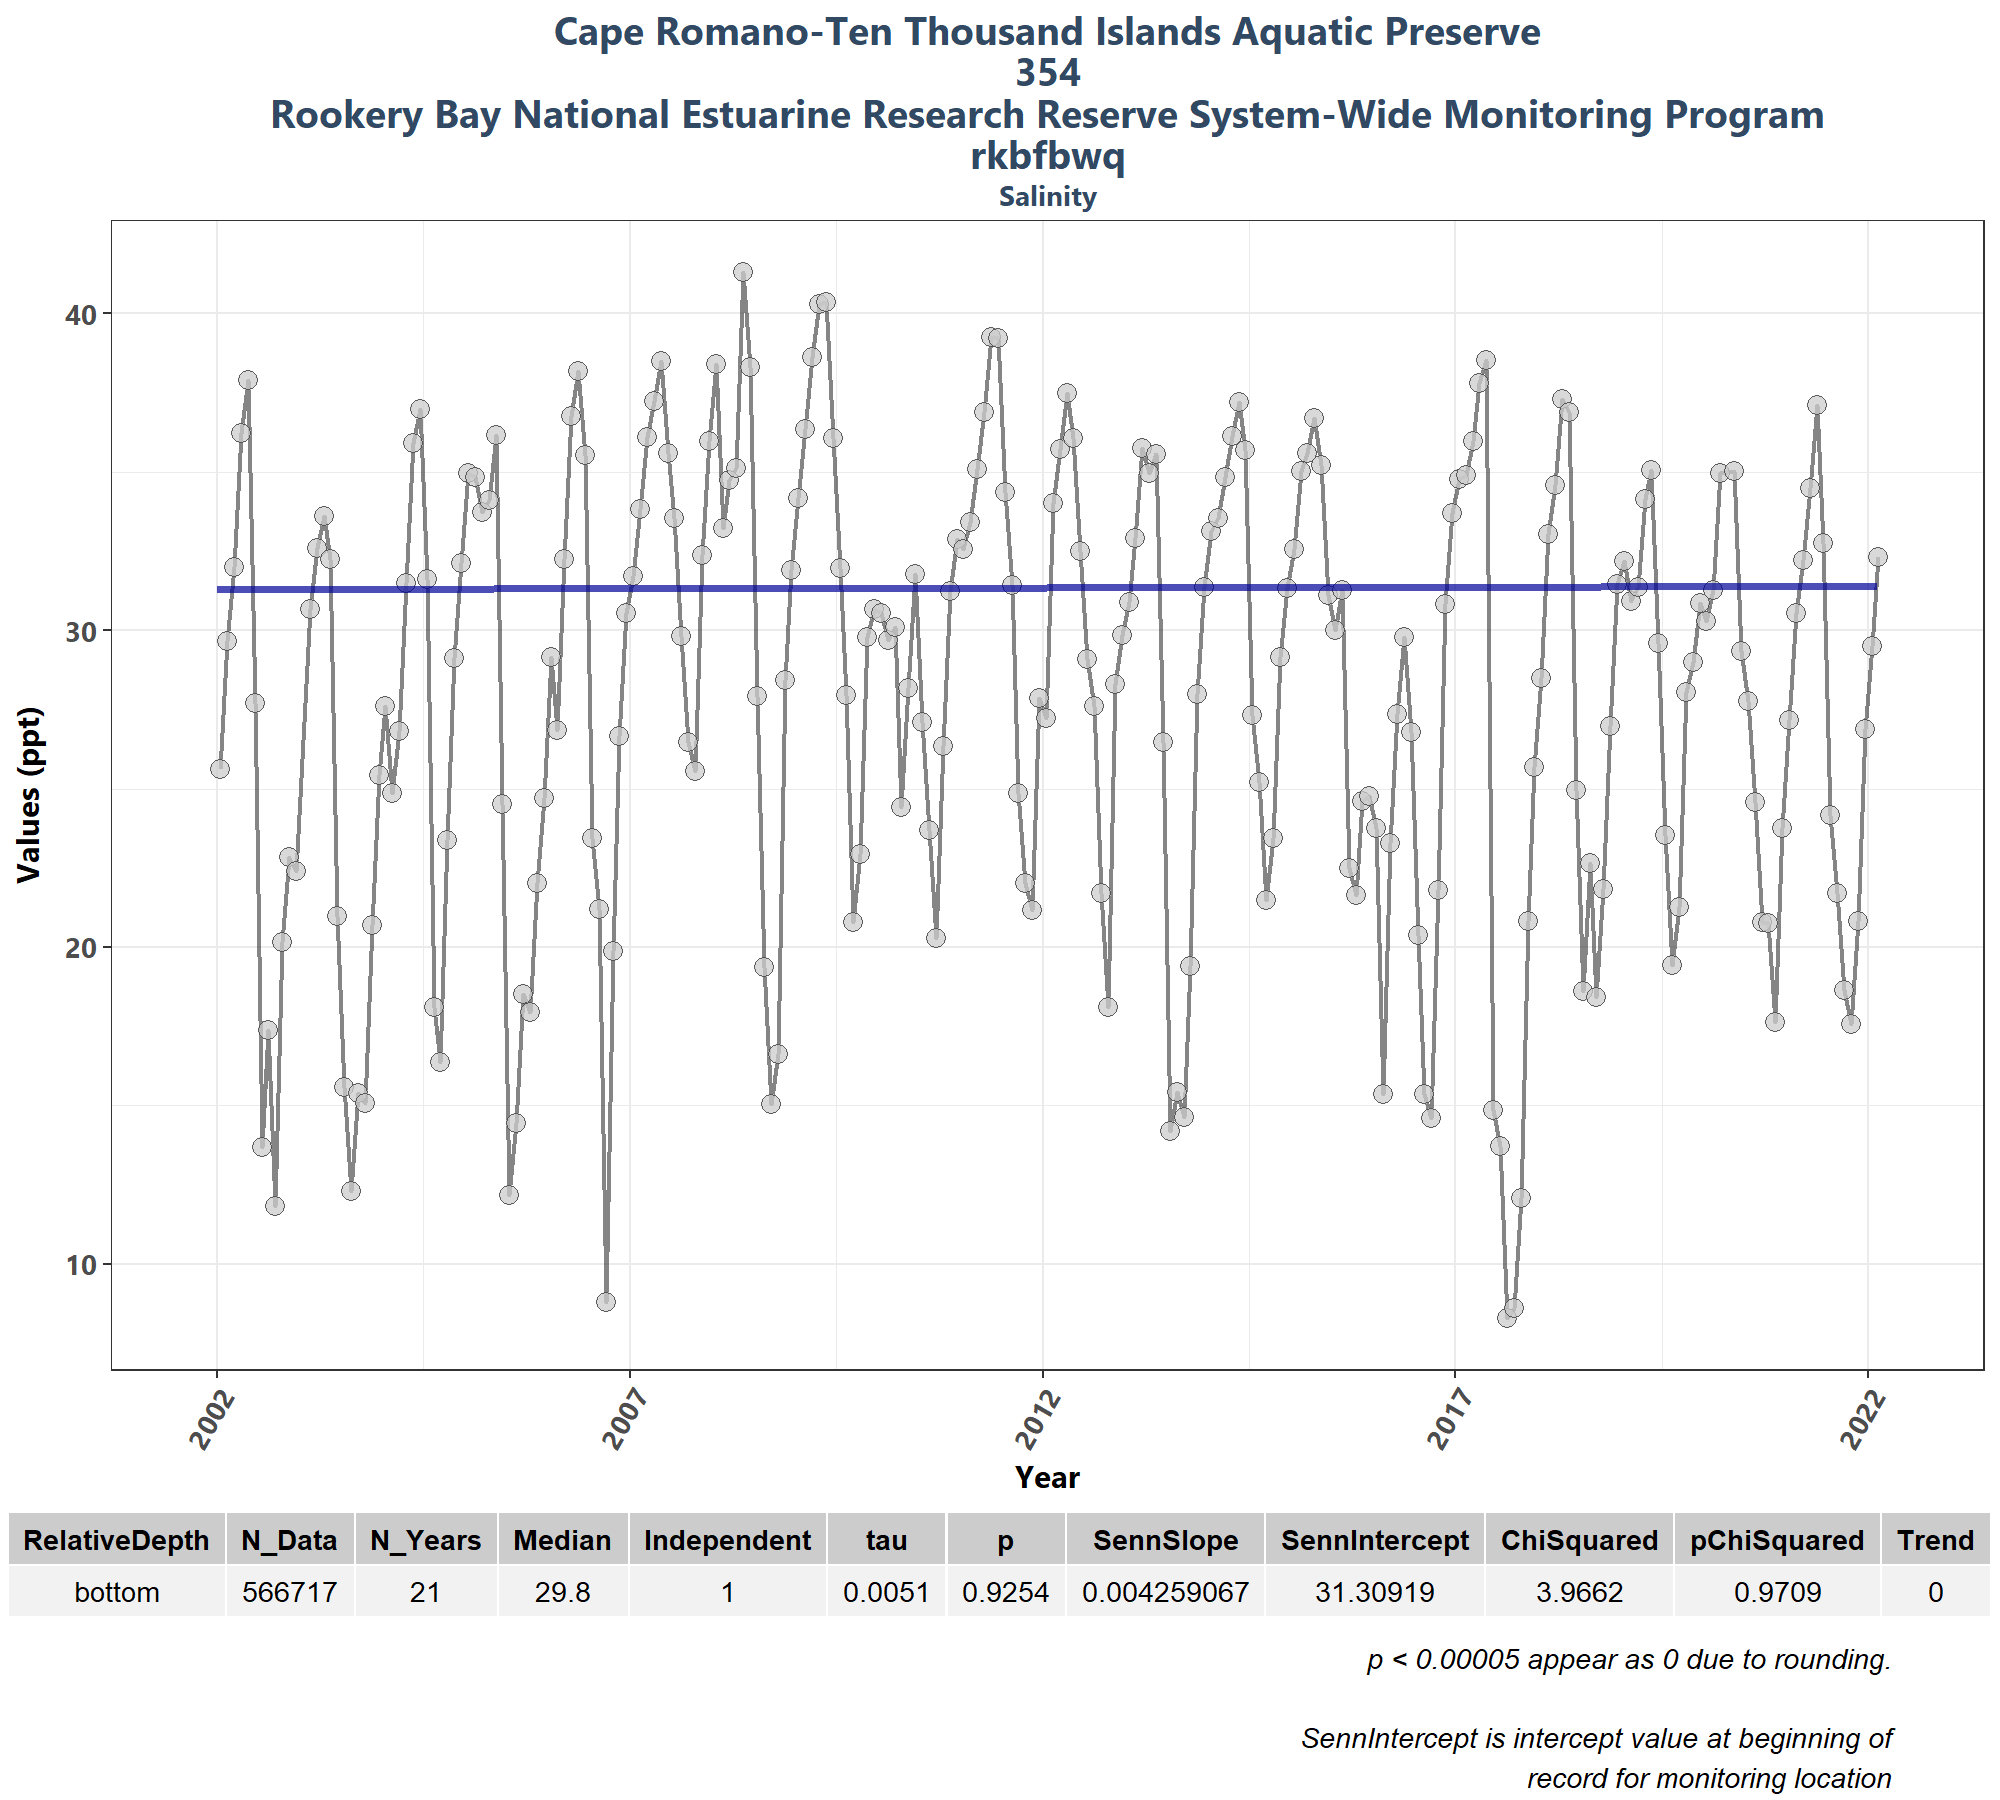 Cape Romano-Ten Thousand Islands Aquatic Preserve
354
Rookery Bay National Estuarine Research Reserve System-Wide Monitoring Program
rkbfbwq
Salinity
Values (ppt)
40
30
20
10
2002 2007 2012 2017 2022
Year
RelativeDepth N_Data N_Years Median Independent tau p SennSlope SennIntercept ChiSquared pChiSquared Trend
bottom 566717 21 29.8 1 0.0051 0.9254 0.004259067 31.30919 3.9662 0.9709 0
p < 0.00005 appear as 0 due to rounding.
SennIntercept is intercept value at beginning of
record for monitoring location